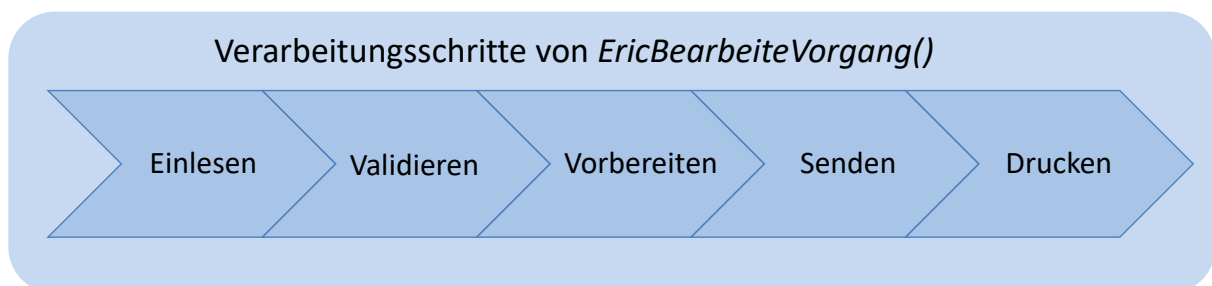 Verarbeitungsschritte von EricBearbeiteVorgang()
Einlesen
Validieren
Vorbereiten
Senden
Drucken